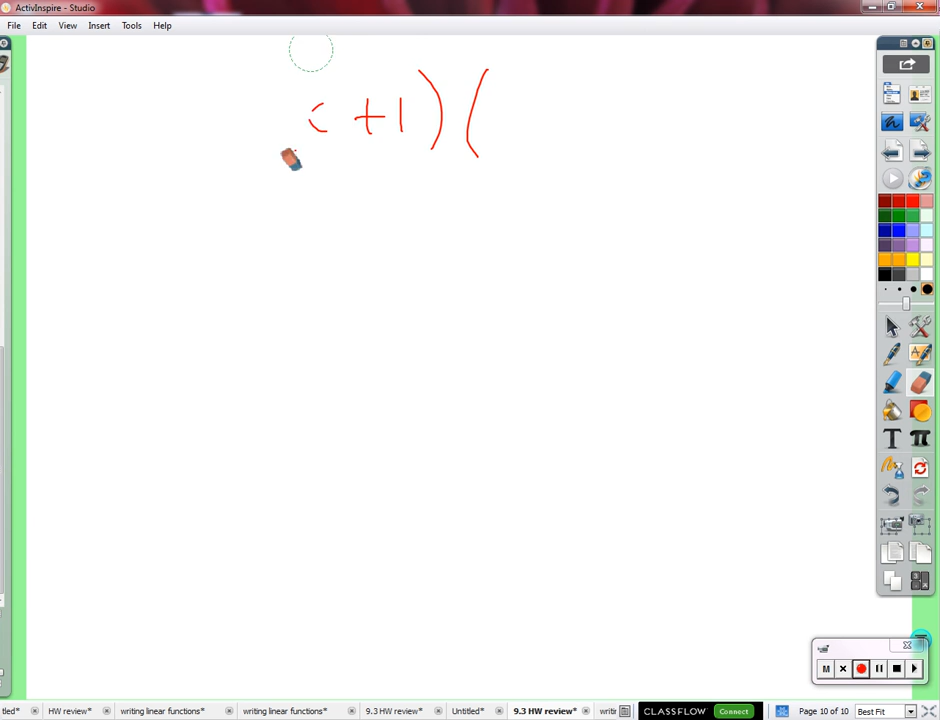 ActivInspire - Studio
File Edit View Insert Tools Help
+1)(
T π
M
tled* HW review* writing linear functions* writing linear functions* 9.3 HW review* Untitled* 9.3 HW review* writir CLASSFLOW Connect Page 10 of 10 Best Fit